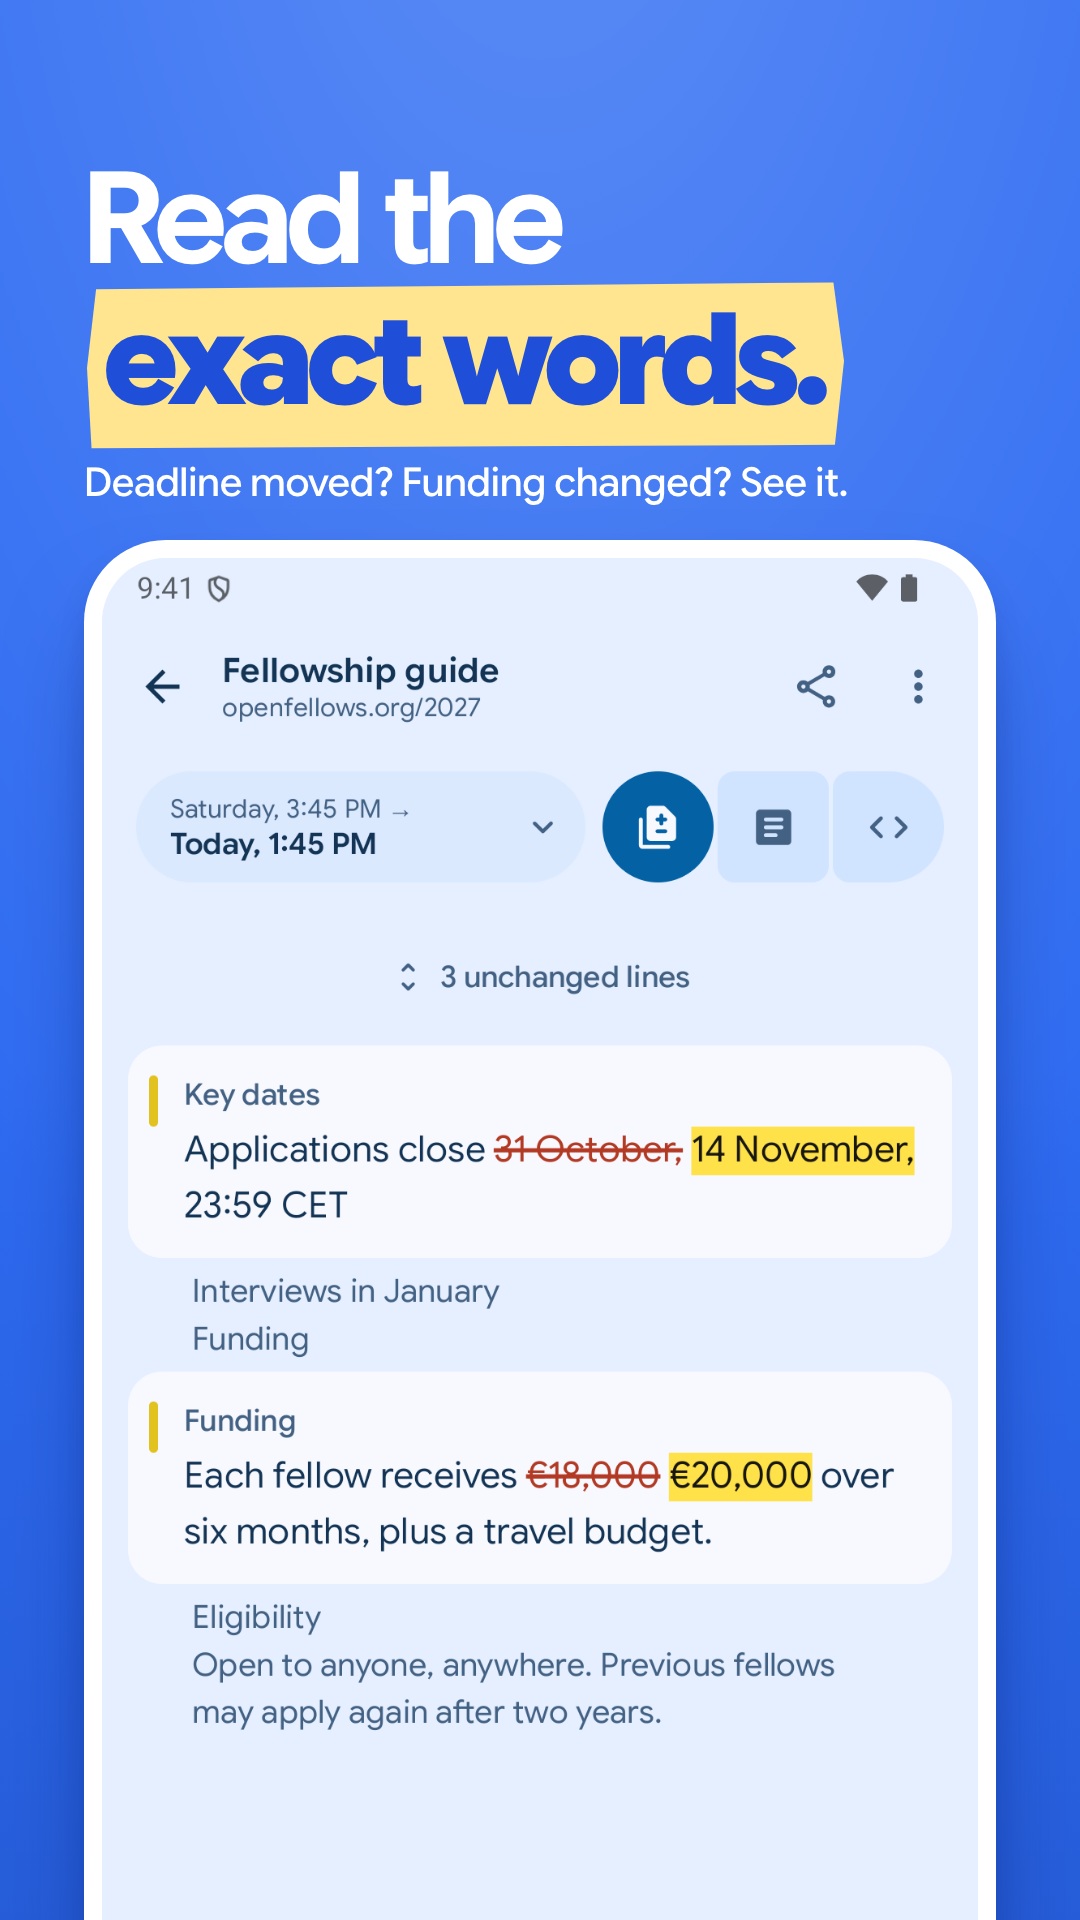 Read the
exact words.
Deadline moved? Funding changed? See it.
9:41
Fellowship guide
openfellows.org/2027
Saturday, 3:45 PM →
Today, 1:45 PM
3 unchanged lines
Key dates
Applications close 31 October, 14 November,
23:59 CET
Interviews in January
Funding
Funding
Each fellow receives €18,000 €20,000 over
six months, plus a travel budget.
Eligibility
Open to anyone, anywhere. Previous fellows
may apply again after two years.